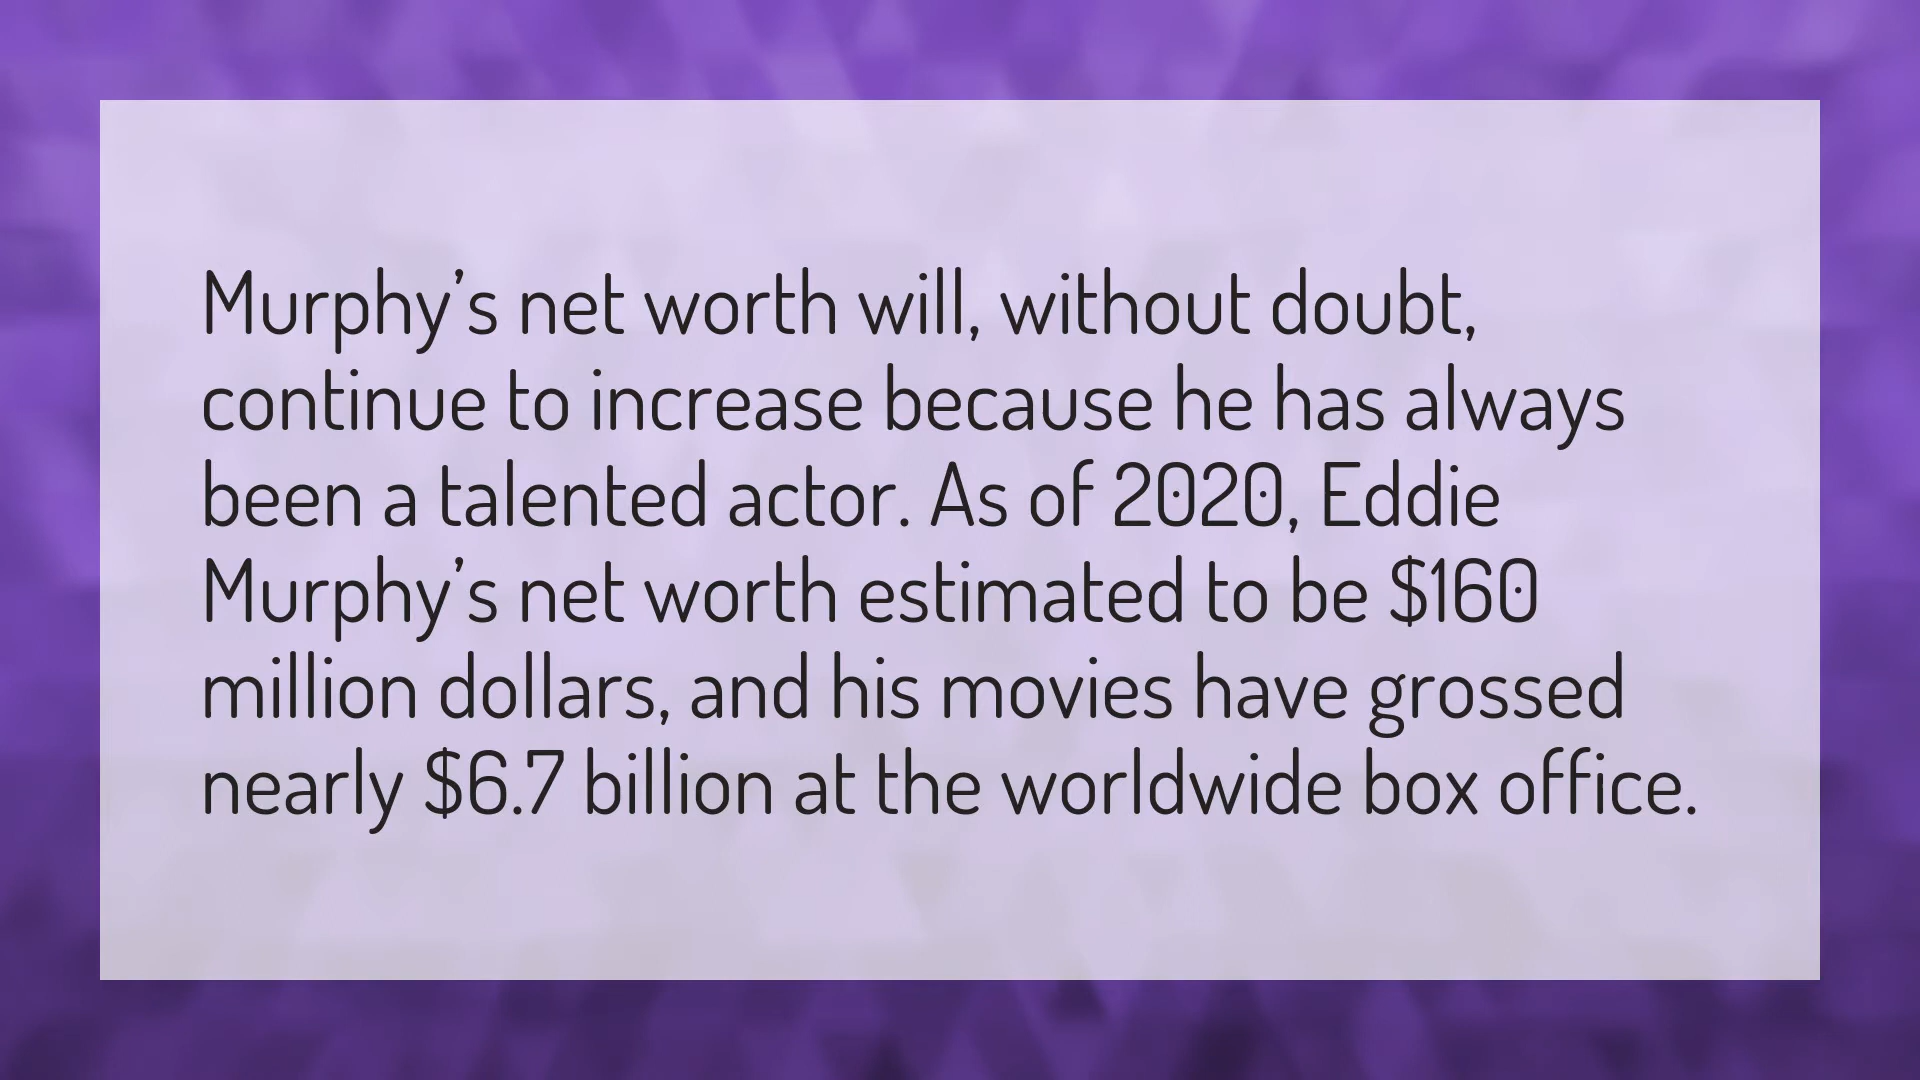 Murphy’s net worth will, without doubt,
continue to increase because he has always
been a talented actor. As of 2020, Eddie
Murphy’s net worth estimated to be $160
million dollars, and his movies have grossed
nearly $6.7 billion at the worldwide box office.